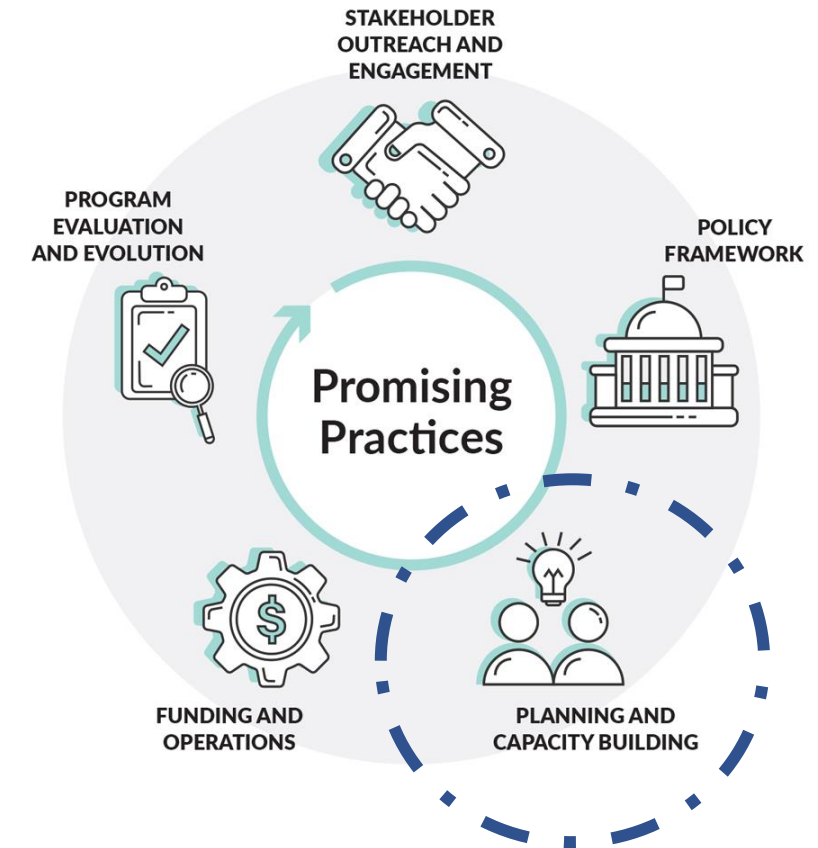 STAKEHOLDER
OUTREACH AND
ENGAGEMENT
PROGRAM
EVALUATION
AND EVOLUTION
POLICY
FRAMEWORK
Promising
Practices
$
FUNDING AND
OPERATIONS
PLANNING AND
CAPACITY BUILDING